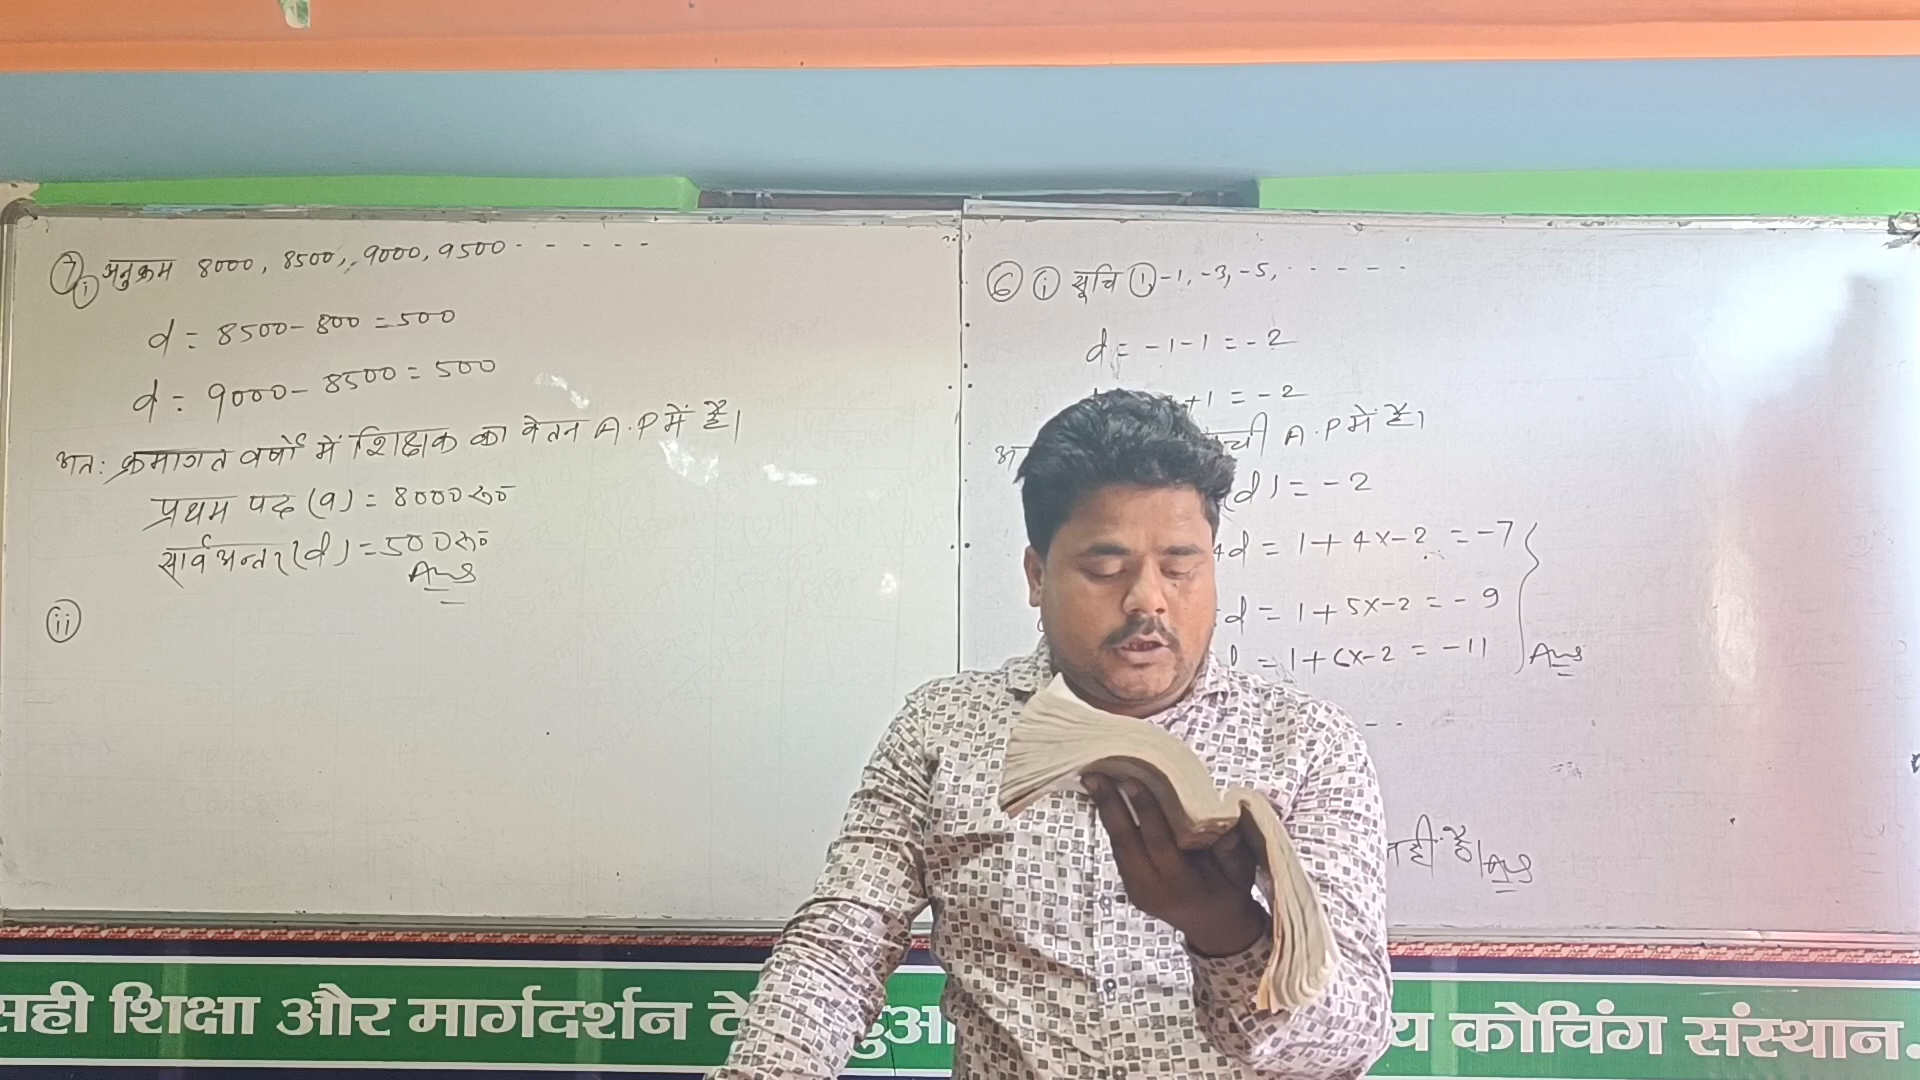 7 i अनुक्रम 8000, 8500, 9000, 9500 - - - - -
d = 8500 - 800 = 500
d = 9000 - 8500 = 500
अतः क्रमागत वर्षों में शिक्षक का वेतन A.P में है।
प्रथम पद (a) = 8000 रु०
सार्व अन्तर (d) = 500 रु०
Ans
ii
6 i सूचि 1, -1, -3, -5, - - - - -
d = -1 - 1 = -2
+1 = -2
A.P में है।
d) = -2
4d = 1 + 4x-2 = -7
d = 1 + 5x-2 = -9
= 1 + 6x-2 = -11 Ans
है। Ans
सही शिक्षा और मार्गदर्शन कोचिंग संस्थान.